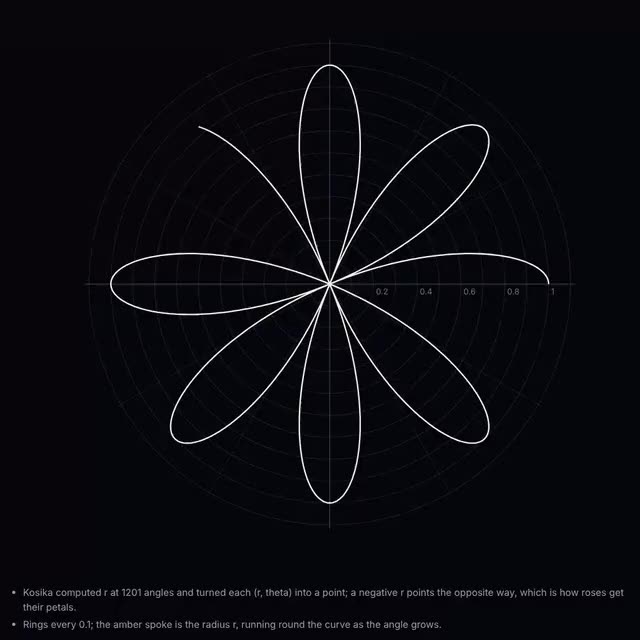 0.2 0.4 0.6 0.8 1
• Kosika computed r at 1201 angles and turned each (r, theta) into a point; a negative r points the opposite way, which is how roses get
their petals.
• Rings every 0.1; the amber spoke is the radius r, running round the curve as the angle grows.